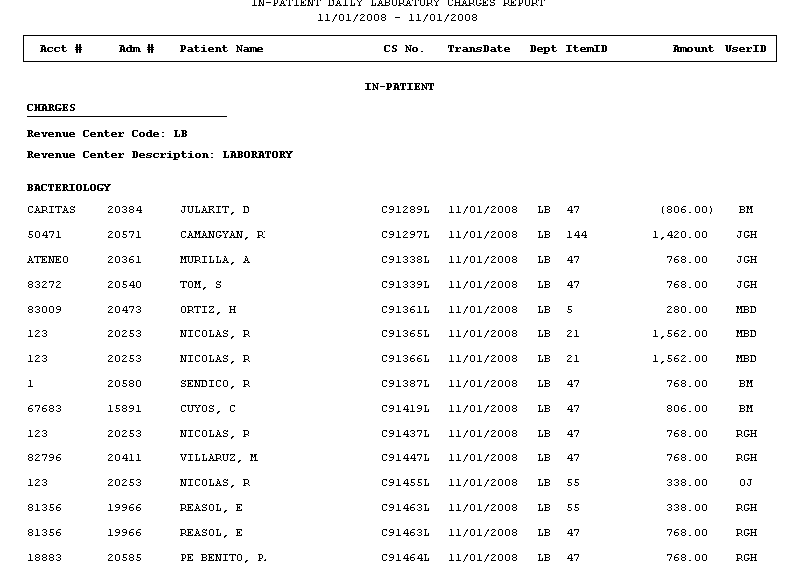 IN-PATIENT DAILY LABORATORY CHARGES REPORT
11/01/2008 - 11/01/2008
Acct # Adm # Patient Name CS No. TransDate Dept ItemID Amount UserID
IN-PATIENT
CHARGES
Revenue Center Code: LB
Revenue Center Description: LABORATORY
BACTERIOLOGY
CARITAS 20384 JULAKIT, D C91289L 11/01/2008 LB 47 (806.00) BM
50471 20571 CAMANGYAN, R C91297L 11/01/2008 LB 144 1,420.00 JGH
ATENEO 20361 MURILLA, A C91338L 11/01/2008 LB 47 768.00 JGH
83272 20540 TOM, S C91339L 11/01/2008 LB 47 768.00 JGH
83009 20473 ORTIZ, H C91361L 11/01/2008 LB 5 280.00 MBD
123 20253 NICOLAS, R C91365L 11/01/2008 LB 21 1,562.00 MBD
123 20253 NICOLAS, R C91366L 11/01/2008 LB 21 1,562.00 MBD
1 20580 SENDICO, R C91387L 11/01/2008 LB 47 768.00 BM
67683 15891 CUYOS, C C91419L 11/01/2008 LB 47 806.00 BM
123 20253 NICOLAS, R C91437L 11/01/2008 LB 47 768.00 RGH
82796 20411 VILLARUZ, M C91447L 11/01/2008 LB 47 768.00 RGH
123 20253 NICOLAS, R C91455L 11/01/2008 LB 55 338.00 OJ
81356 19966 REASOL, E C91463L 11/01/2008 LB 55 338.00 RGH
81356 19966 REASOL, E C91463L 11/01/2008 LB 47 768.00 RGH
18883 20585 PE BENITO, P. C91464L 11/01/2008 LB 47 768.00 RGH